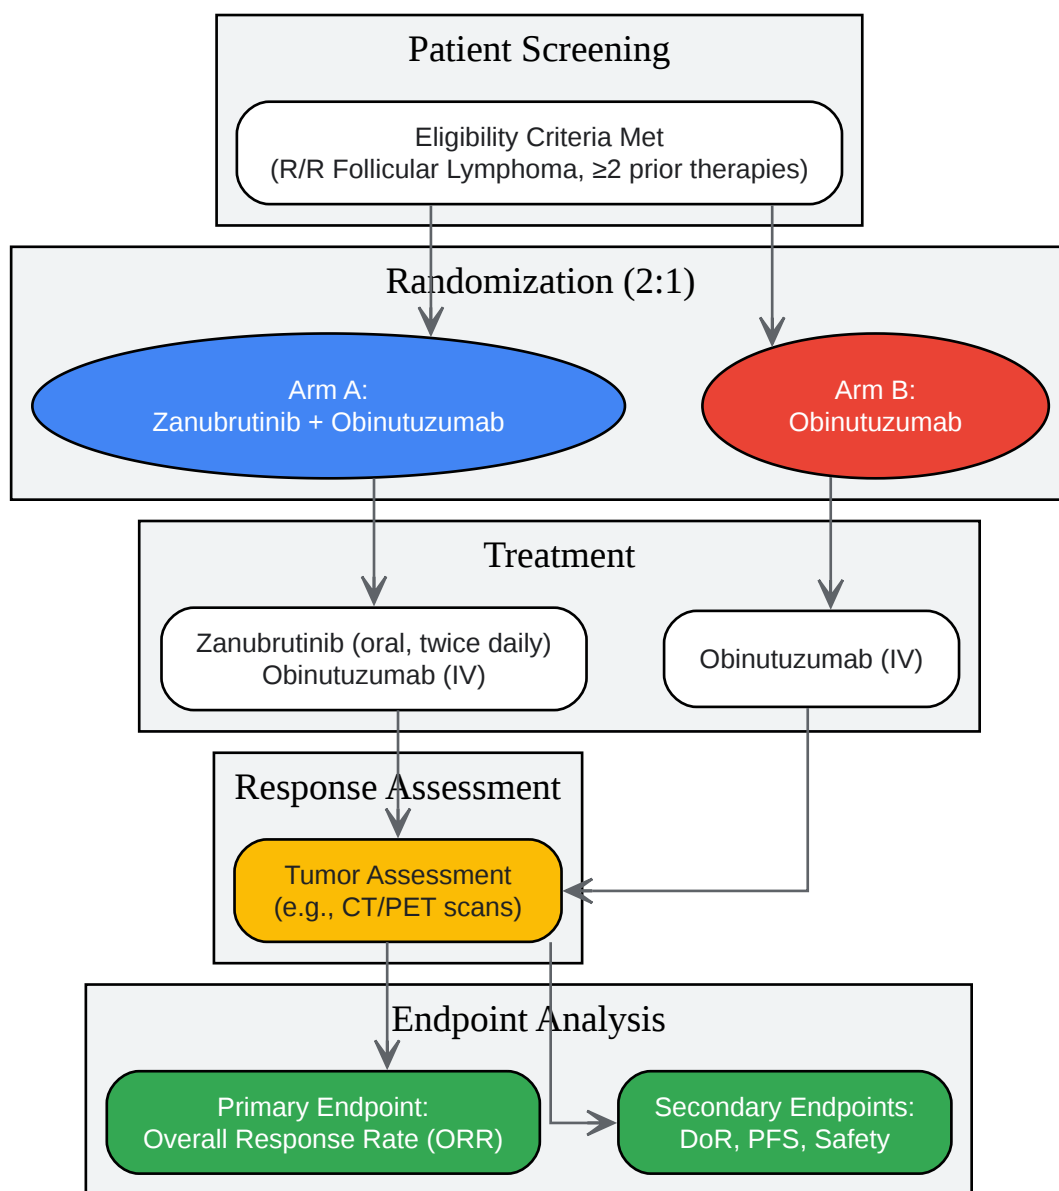 Patient Screening
Eligibility Criteria Met
(R/R Follicular Lymphoma, ≥2 prior therapies)
Randomization (2:1)
Arm A:
Zanubrutinib + Obinutuzumab
Arm B:
Obinutuzumab
Treatment
Zanubrutinib (oral, twice daily)
Obinutuzumab (IV)
Obinutuzumab (IV)
Response Assessment
Tumor Assessment
(e.g., CT/PET scans)
Endpoint Analysis
Primary Endpoint:
Overall Response Rate (ORR)
Secondary Endpoints:
DoR, PFS, Safety